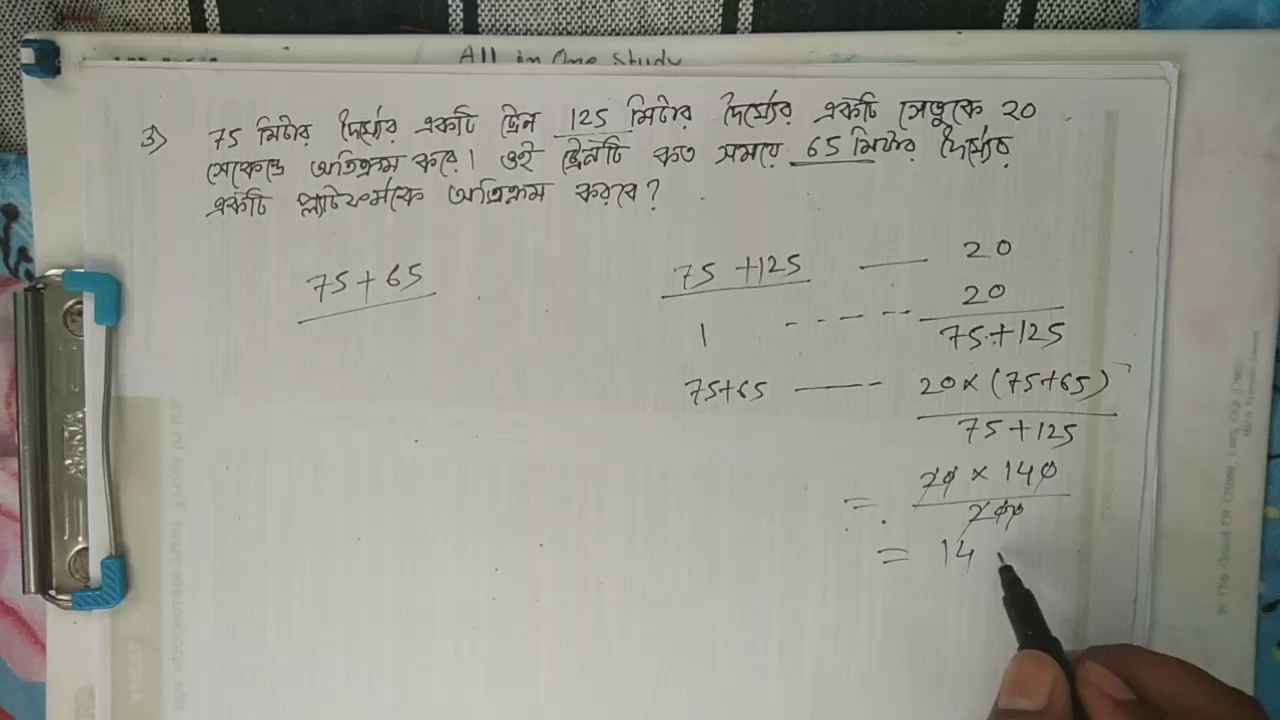 All in One Study
3) 75 মিটার দৈর্ঘ্যের একটি ট্রেন 125 মিটার দৈর্ঘ্যের একটি সেতুকে 20
সেকেন্ডে অতিক্রম করে। ওই ট্রেনটি কত সময়ে 65 মিটার দৈর্ঘ্যের
একটি প্ল্যাটফর্মকে অতিক্রম করবে?
75 + 65
75 +125 — 20
1 ----- 20
75+125
75+65 — 20 × (75+65)
75+125
= 20 × 140
200
= 14